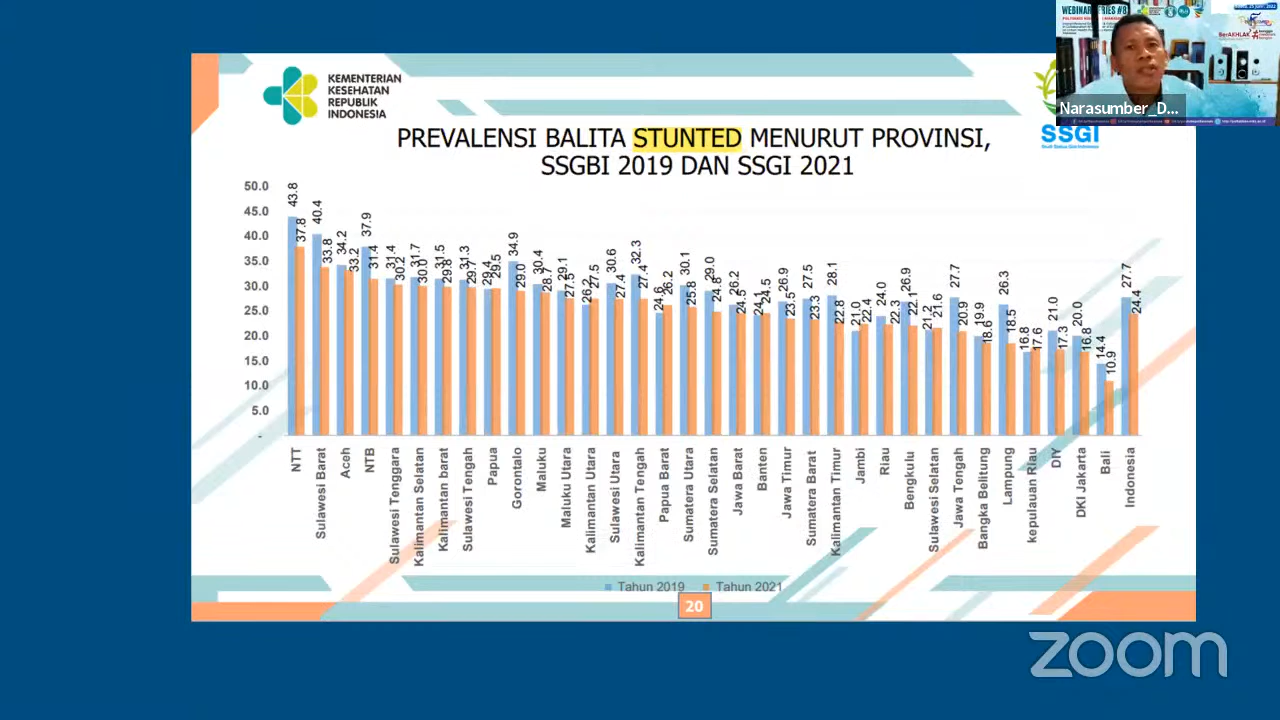 WEBINAR SERIES #8
BerAKHLAK
Narasumber_D...
KEMENTERIAN
KESEHATAN
REPUBLIK
INDONESIA
SSGI
PREVALENSI BALITA STUNTED MENURUT PROVINSI,
SSGBI 2019 DAN SSGI 2021
50.0
45.0
40.0
35.0
30.0
25.0
20.0
15.0
10.0
5.0
-
43.8 37.8
40.4 33.8
34.2 33.2
37.9 31.4
31.4 30.2
31.7 30.0
31.5 29.8
31.3 29.7
29.4 29.5
34.9 29.0
30.4 28.7
29.1 27.5
26.2 27.5
30.6 27.4
32.3 27.4
24.6 26.2
30.1 25.8
29.0 24.8
26.2 24.5
24.1 24.5
26.9 23.5
27.5 23.3
28.1 22.8
21.0 22.4
24.0 22.3
26.9 22.1
21.2 21.6
27.7 20.9
19.9 18.6
26.3 18.5
16.8 17.6
21.0 17.3
20.0 16.8
14.4 10.9
27.7 24.4
NTT
Sulawesi Barat
Aceh
NTB
Sulawesi Tenggara
Kalimantan Selatan
Kalimantan barat
Sulawesi Tengah
Papua
Gorontalo
Maluku
Maluku Utara
Kalimantan Utara
Sulawesi Utara
Kalimantan Tengah
Papua Barat
Sumatera Utara
Sumatera Selatan
Jawa Barat
Banten
Jawa Timur
Sumatera Barat
Kalimantan Timur
Jambi
Riau
Bengkulu
Sulawesi Selatan
Jawa Tengah
Bangka Belitung
Lampung
kepulauan Riau
DIY
DKI Jakarta
Bali
Indonesia
Tahun 2019 Tahun 2021
20
zoom